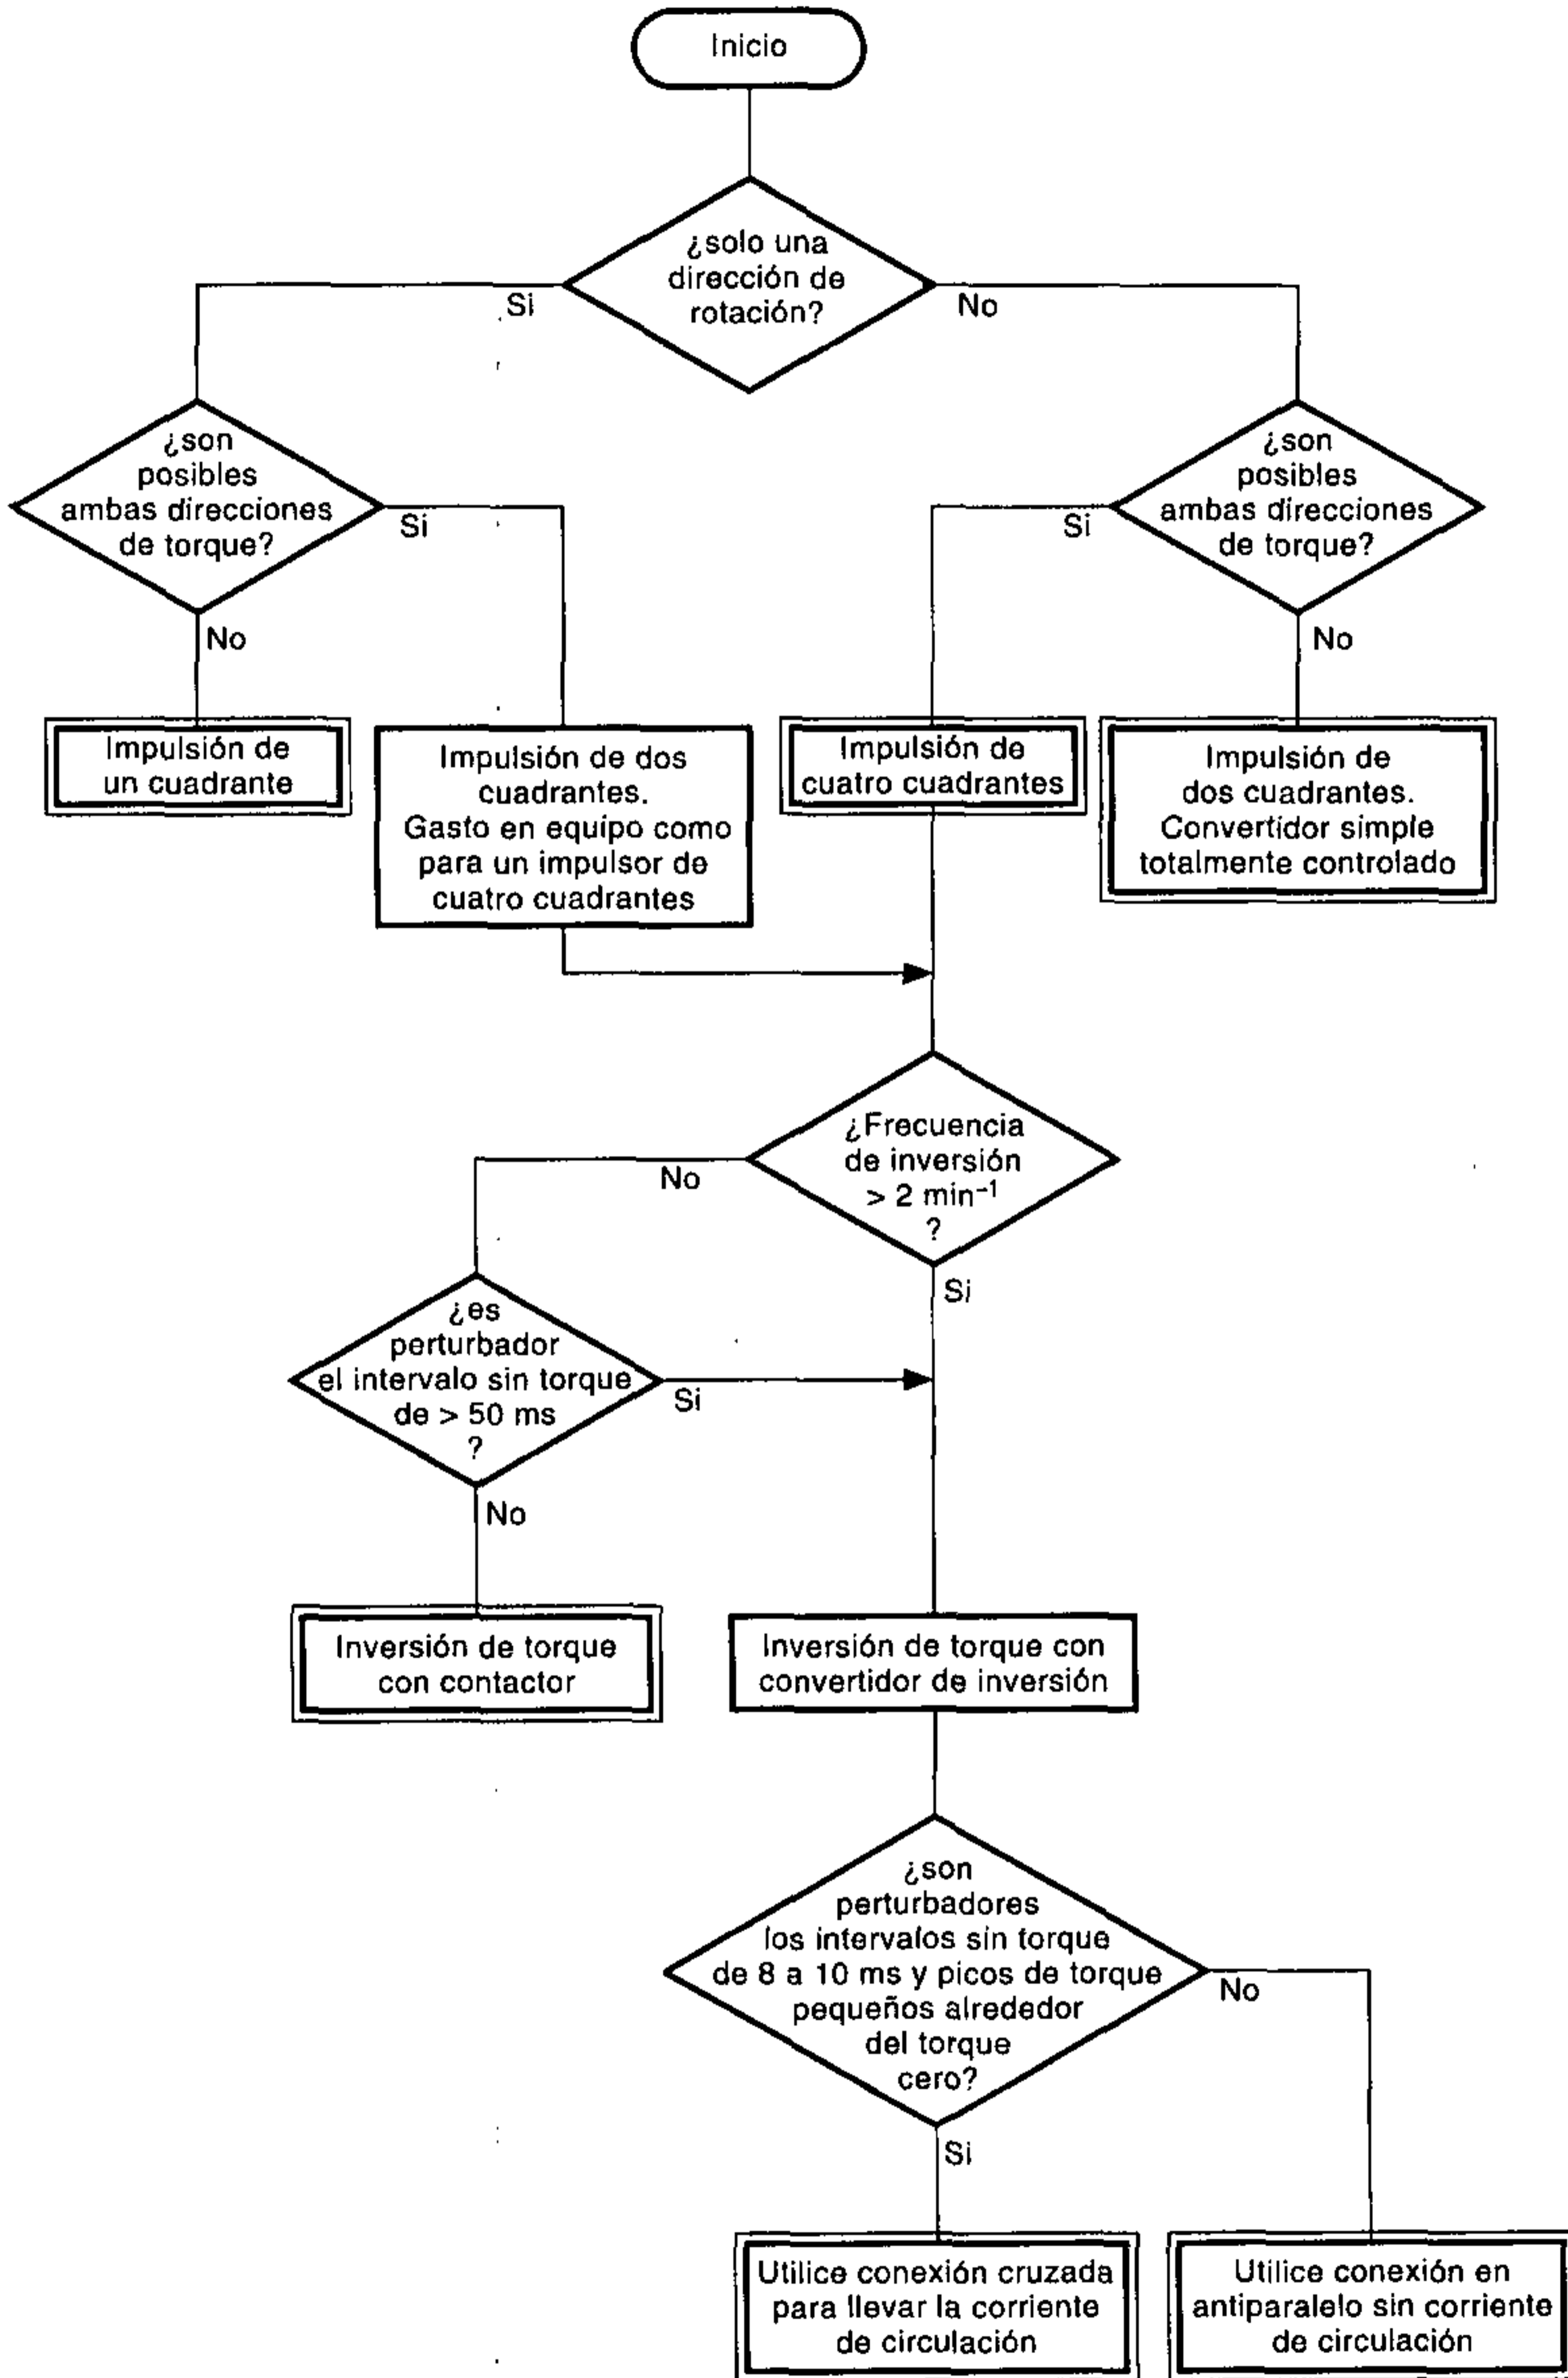 Inicio
¿solo una
dirección de
rotación?
Si
No
¿son
posibles
ambas direcciones
de torque?
Si
No
¿son
posibles
ambas direcciones
de torque?
Si
No
Impulsión de
un cuadrante
Impulsión de dos
cuadrantes.
Gasto en equipo como
para un impulsor de
cuatro cuadrantes
Impulsión de
cuatro cuadrantes
Impulsión de
dos cuadrantes.
Convertidor simple
totalmente controlado
¿Frecuencia
de inversión
> 2 min⁻¹
?
No
Si
¿es
perturbador
el intervalo sin torque
de > 50 ms
?
Si
No
Inversión de torque
con contactor
Inversión de torque con
convertidor de inversión
¿son
perturbadores
los intervalos sin torque
de 8 a 10 ms y picos de torque
pequeños alrededor
del torque
cero?
No
Si
Utilice conexión cruzada
para llevar la corriente
de circulación
Utilice conexión en
antiparalelo sin corriente
de circulación